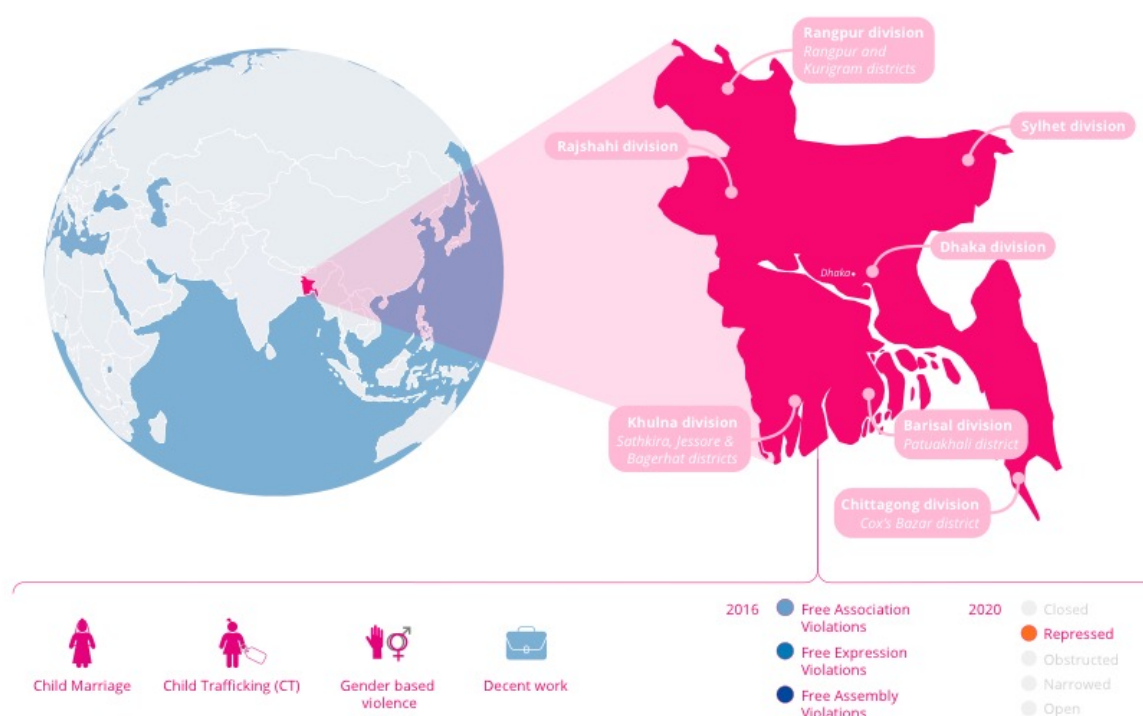 Rangpur division
Rangpur and
Kurigram districts
Sylhet division
Rajshahi division
Dhaka division
Dhaka
Khulna division
Sathkira, Jessore &
Bagerhat districts
Barisal division
Patuakhali district
Chittagong division
Cox's Bazar district
Child Marriage
Child Trafficking (CT)
Gender based
violence
Decent work
2016
Free Association
Violations
Free Expression
Violations
Free Assembly
Violations
2020
Closed
Repressed
Obstructed
Narrowed
Open